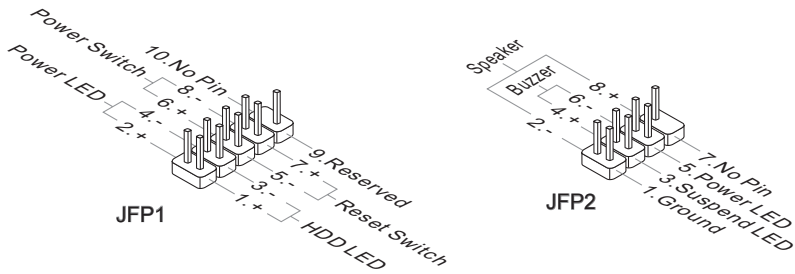 Power Switch
Power LED
10.No Pin
8.-
6.+
4.-
2.+
9.Reserved
7.+
5.-
3.-
1.+
Reset Switch
HDD LED
JFP1
Speaker
Buzzer
8.+
6.-
4.+
2.-
7.No Pin
5.Power LED
3.Suspend LED
1.Ground
JFP2